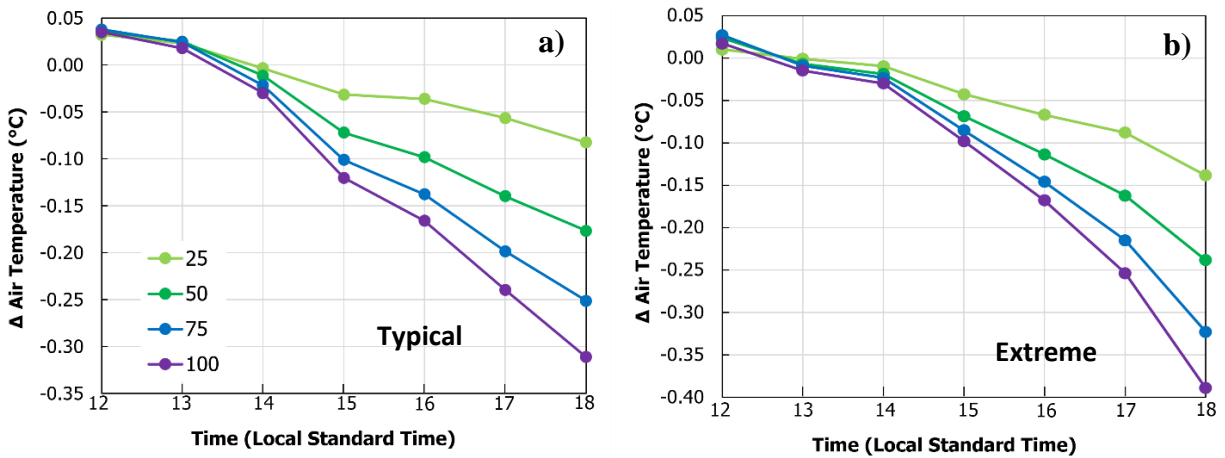 a)
Δ Air Temperature (°C)
0.05
0.00
-0.05
-0.10
-0.15
-0.20
-0.25
-0.30
-0.35
25
50
75
100
Typical
12 13 14 15 16 17 18
Time (Local Standard Time)
b)
Δ Air Temperature (°C)
0.05
0.00
-0.05
-0.10
-0.15
-0.20
-0.25
-0.30
-0.35
-0.40
Extreme
12 13 14 15 16 17 18
Time (Local Standard Time)